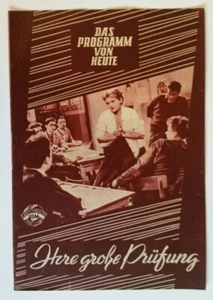 DAS
PROGRAMM
VON
HEUTE
Ihre große Prüfung